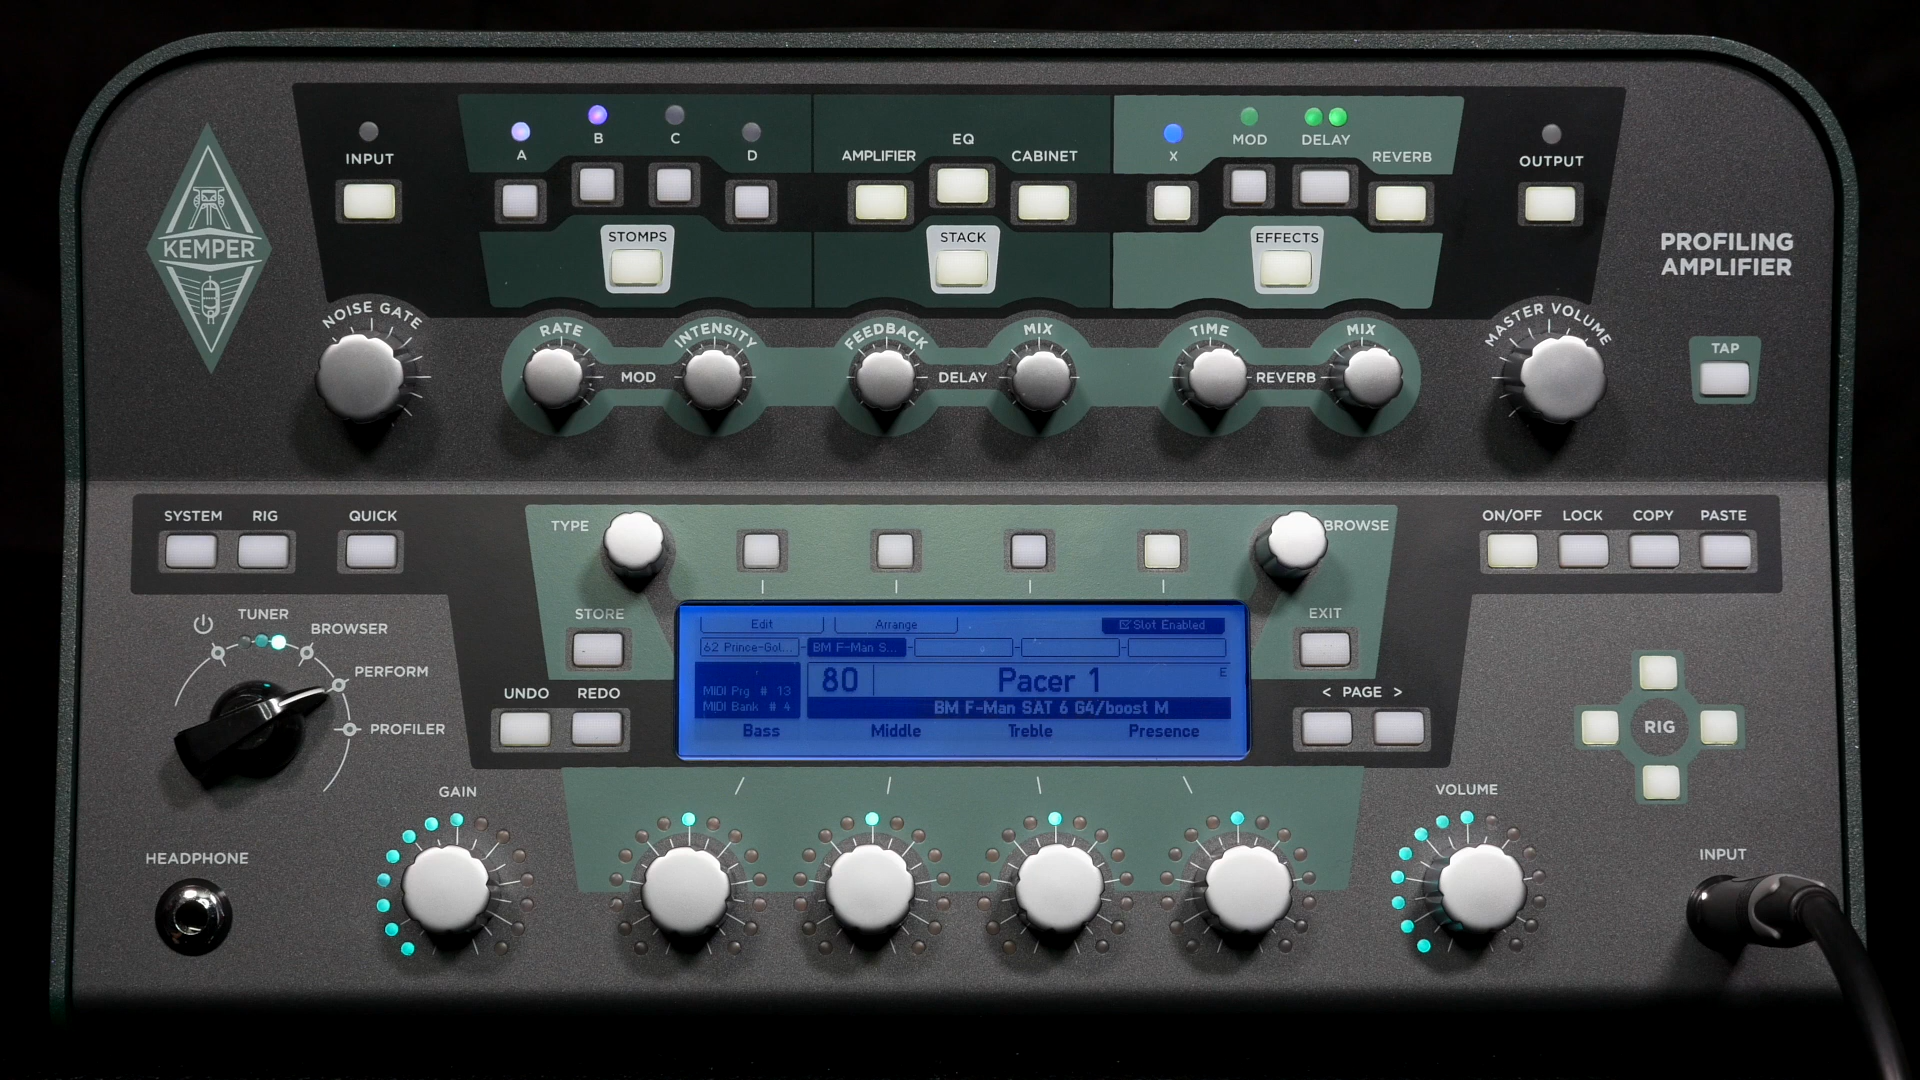 KEMPER
PROFILING
AMPLIFIER
INPUT
A
B
C
D
AMPLIFIER
EQ
CABINET
X
MOD
DELAY
REVERB
OUTPUT
STOMPS
STACK
EFFECTS
NOISE GATE
RATE
MOD
INTENSITY
FEEDBACK
DELAY
MIX
TIME
REVERB
MIX
MASTER VOLUME
TAP
SYSTEM
RIG
QUICK
TYPE
BROWSE
ON/OFF
LOCK
COPY
PASTE
TUNER
BROWSER
PERFORM
PROFILER
STORE
UNDO
REDO
EXIT
< PAGE >
Edit
Arrange
Slot Enabled
62 Prince-Gol...
BM F-Man S...
MIDI Prg # 13
MIDI Bank # 4
80
Pacer 1
E
BM F-Man SAT 6 G4/boost M
Bass
Middle
Treble
Presence
RIG
GAIN
VOLUME
HEADPHONE
INPUT